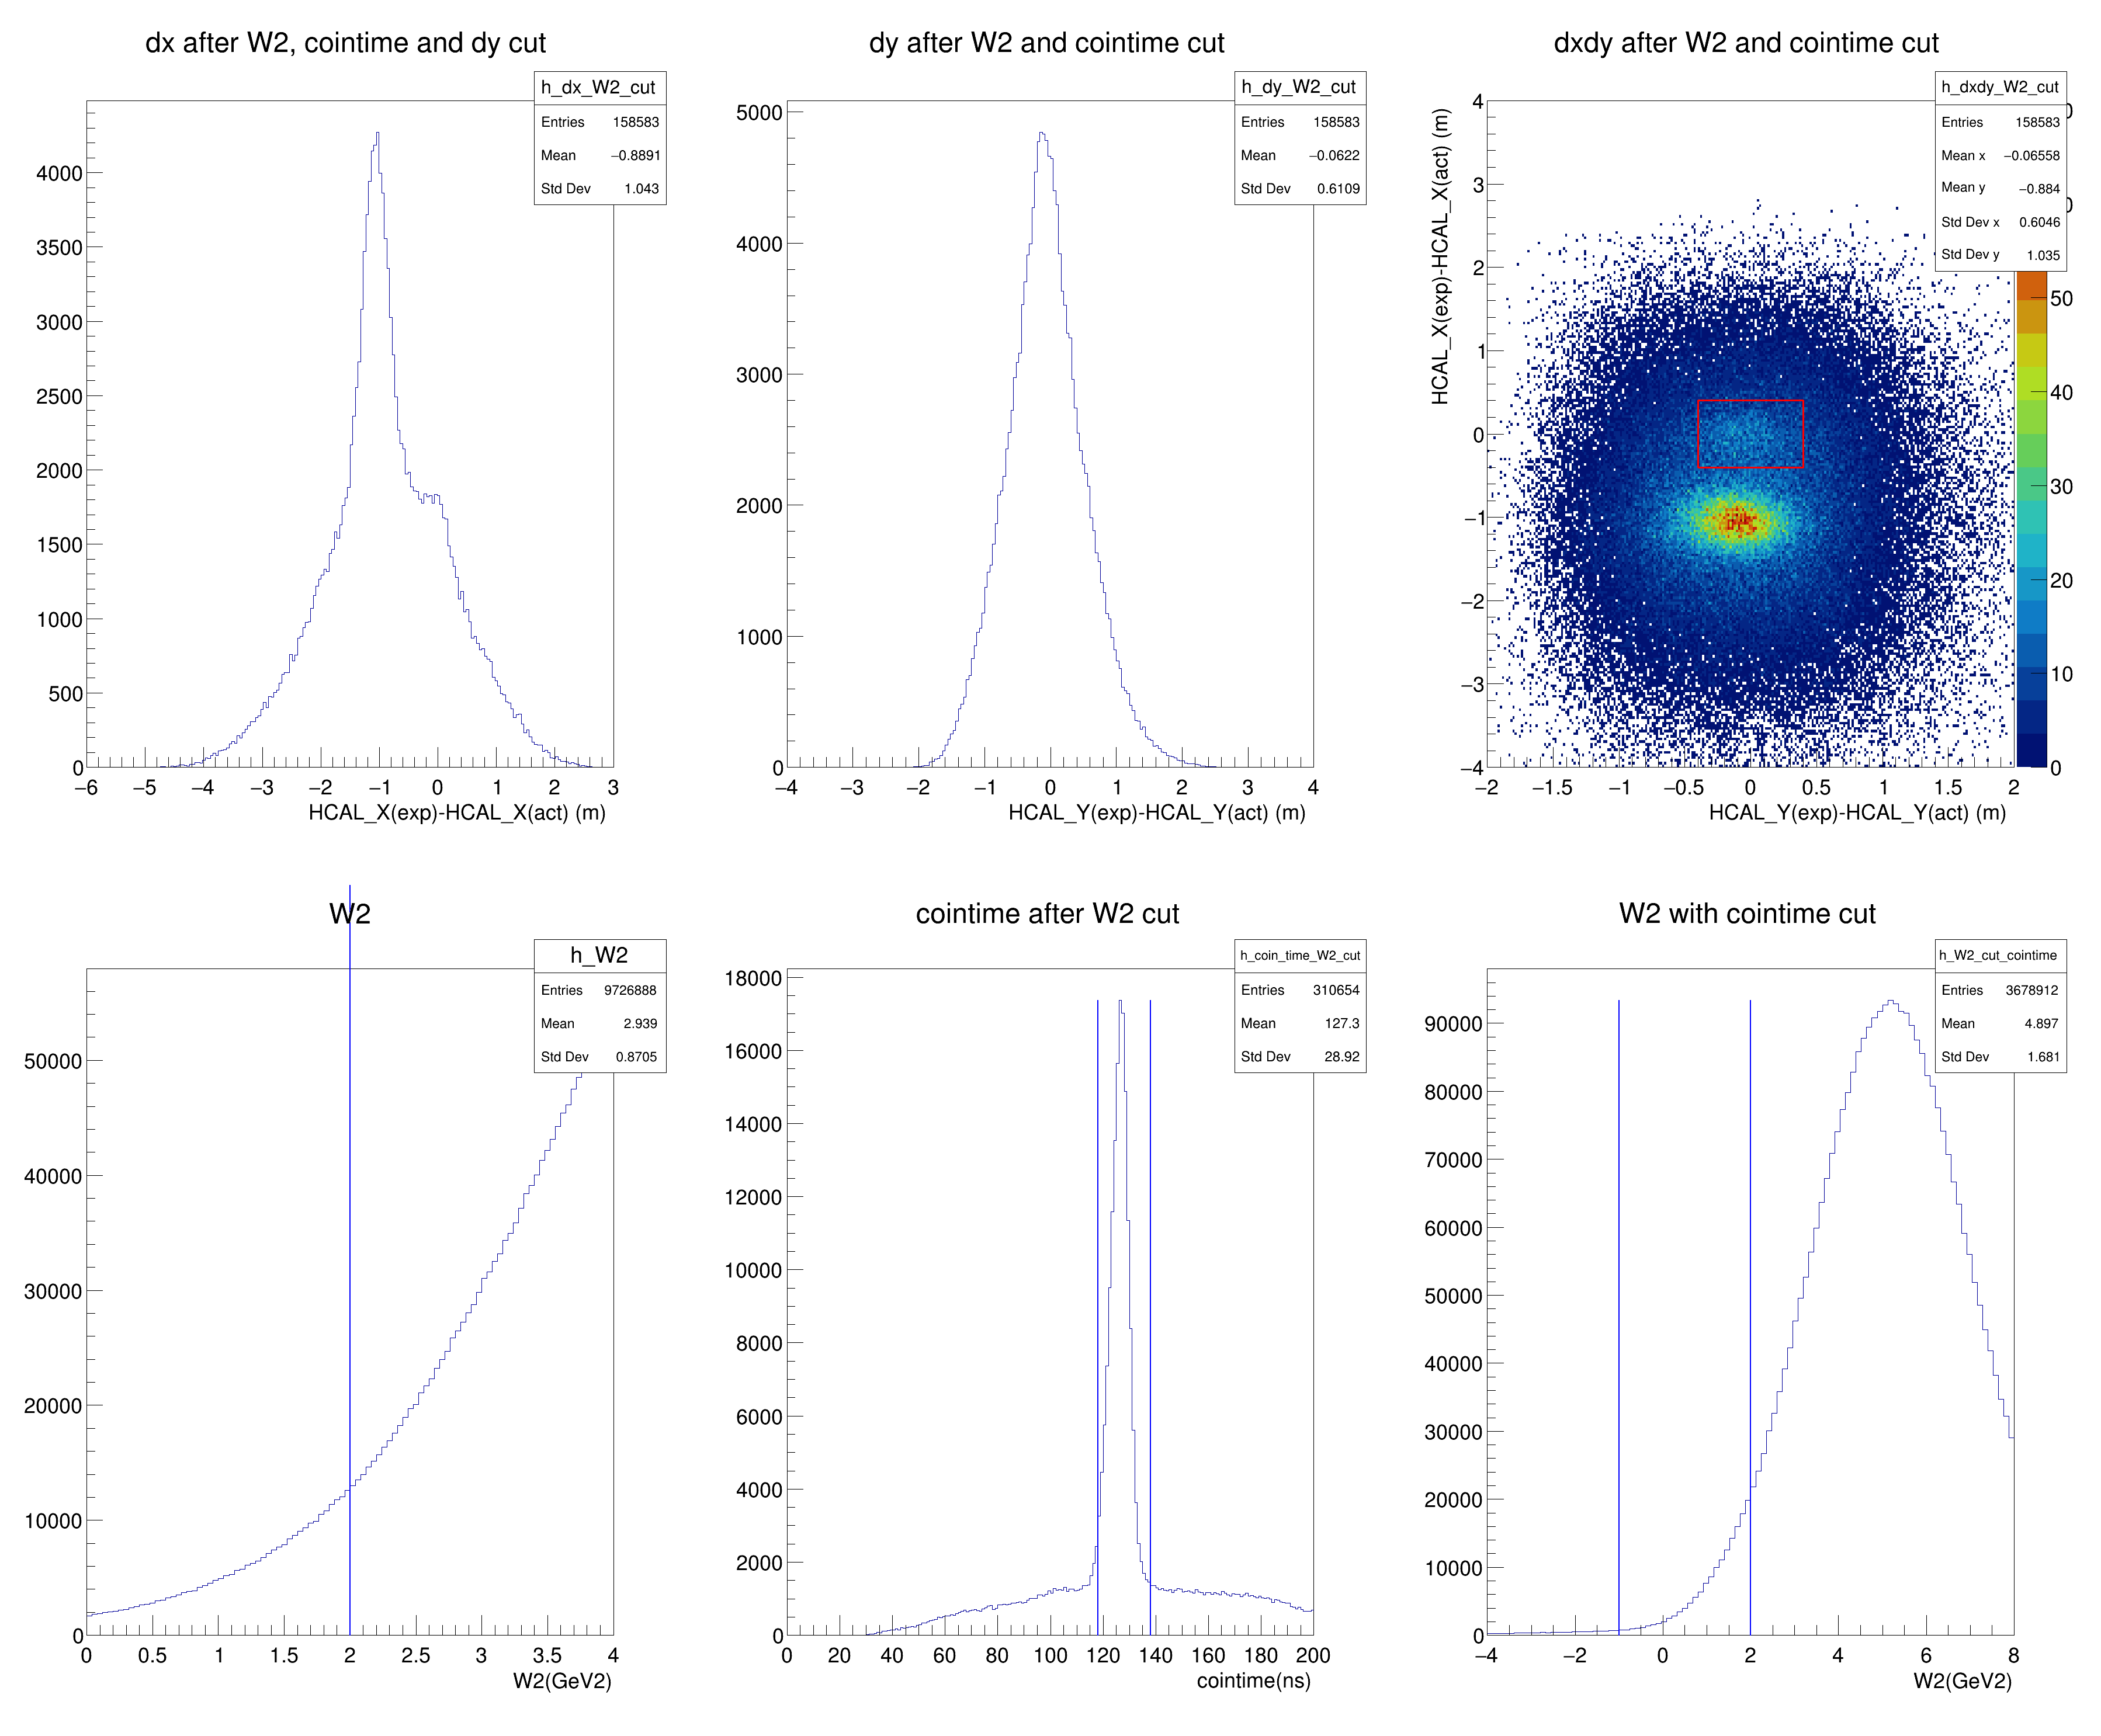 dx after W2, cointime and dy cut
h_dx_W2_cut
Entries 158583
Mean −0.8891
Std Dev 1.043
4000
3500
3000
2500
2000
1500
1000
500
0
−6 −5 −4 −3 −2 −1 0 1 2 3
HCAL_X(exp)-HCAL_X(act) (m)
dy after W2 and cointime cut
h_dy_W2_cut
Entries 158583
Mean −0.0622
Std Dev 0.6109
5000
4000
3000
2000
1000
0
−4 −3 −2 −1 0 1 2 3 4
HCAL_Y(exp)-HCAL_Y(act) (m)
dxdy after W2 and cointime cut
h_dxdy_W2_cut
Entries 158583
Mean x −0.06558
Mean y −0.884
Std Dev x 0.6046
Std Dev y 1.035
HCAL_X(exp)-HCAL_X(act) (m)
4
3
2
1
0
−1
−2
−3
−4
−2 −1.5 −1 −0.5 0 0.5 1 1.5 2
HCAL_Y(exp)-HCAL_Y(act) (m)
50
40
30
20
10
0
W2
h_W2
Entries 9726888
Mean 2.939
Std Dev 0.8705
50000
40000
30000
20000
10000
0
0 0.5 1 1.5 2 2.5 3 3.5 4
W2(GeV2)
cointime after W2 cut
h_coin_time_W2_cut
Entries 310654
Mean 127.3
Std Dev 28.92
18000
16000
14000
12000
10000
8000
6000
4000
2000
0
0 20 40 60 80 100 120 140 160 180 200
cointime(ns)
W2 with cointime cut
h_W2_cut_cointime
Entries 3678912
Mean 4.897
Std Dev 1.681
90000
80000
70000
60000
50000
40000
30000
20000
10000
0
−4 −2 0 2 4 6 8
W2(GeV2)